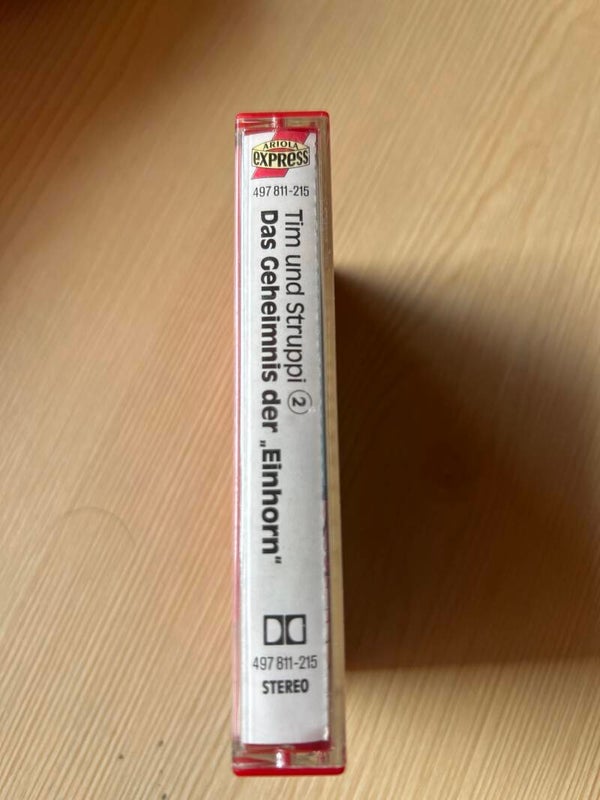 ARIOLA
EXPRESS
497 811-215
Tim und Struppi ②
Das Geheimnis der „Einhorn“
497 811-215
STEREO